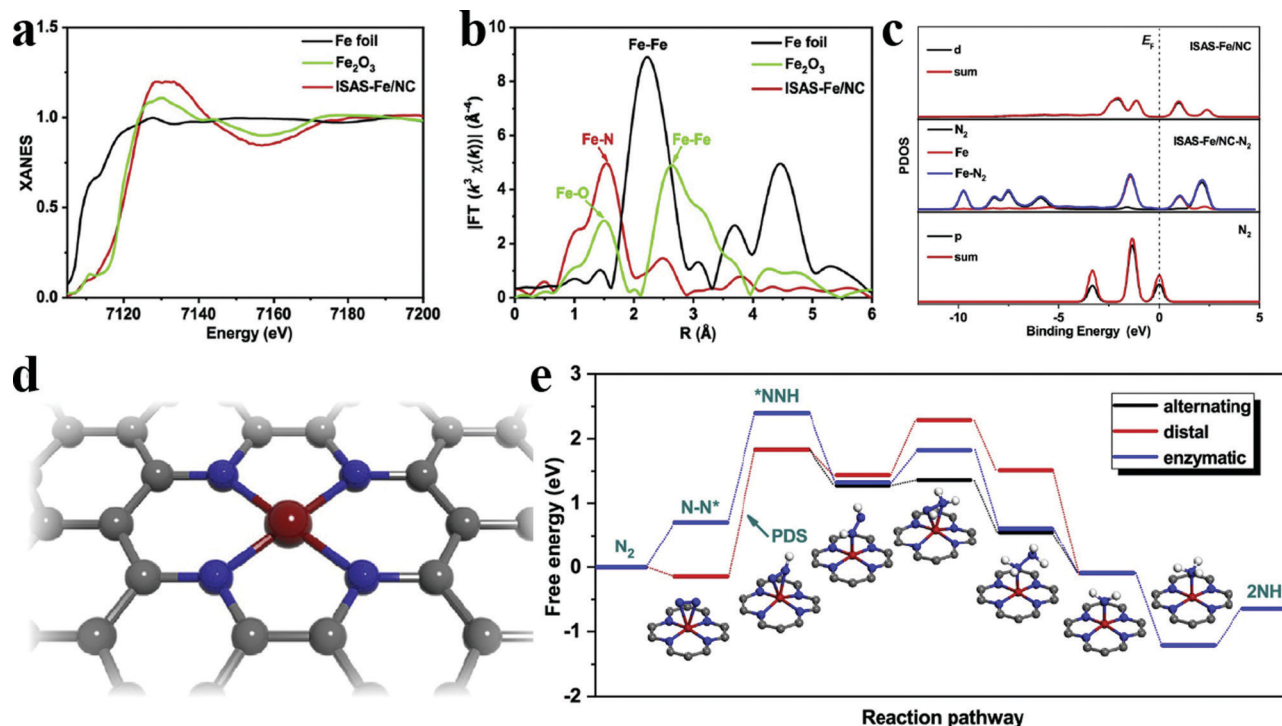 a
XANES
1.5
1.0
0.5
0.0
7120
7140
7160
7180
7200
Energy (eV)
Fe foil
Fe₂O₃
ISAS-Fe/NC
b
|FT (k³ χ(k))| (Å⁻⁴)
10
8
6
4
2
0
0
1
2
3
4
5
6
R (Å)
Fe-Fe
Fe-N
Fe-O
Fe-Fe
Fe foil
Fe₂O₃
ISAS-Fe/NC
c
PDOS
E_F
ISAS-Fe/NC
d
sum
ISAS-Fe/NC-N₂
N₂
Fe
Fe-N₂
N₂
p
sum
-10
-5
0
5
Binding Energy (eV)
d
e
Free energy (eV)
3
2
1
0
-1
-2
N₂
N-N*
*NNH
PDS
2NH
alternating
distal
enzymatic
Reaction pathway